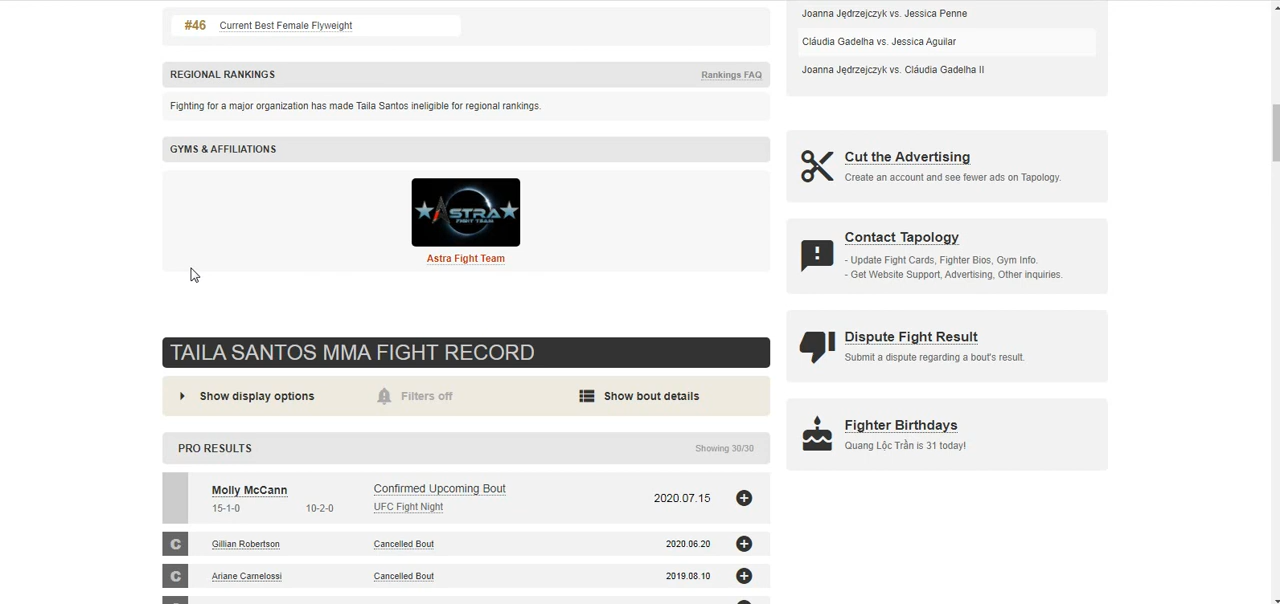 #46 Current Best Female Flyweight
REGIONAL RANKINGS Rankings FAQ
Fighting for a major organization has made Taila Santos ineligible for regional rankings.
GYMS & AFFILIATIONS
ASTRA
FIGHT TEAM
Astra Fight Team
TAILA SANTOS MMA FIGHT RECORD
Show display options Filters off Show bout details
PRO RESULTS Showing 30/30
Molly McCann Confirmed Upcoming Bout 2020.07.15
15-1-0 10-2-0 UFC Fight Night
C Gillian Robertson Cancelled Bout 2020.06.20
C Ariane Carnelossi Cancelled Bout 2019.08.10
Joanna Jędrzejczyk vs. Jessica Penne
Cláudia Gadelha vs. Jessica Aguilar
Joanna Jędrzejczyk vs. Cláudia Gadelha II
Cut the Advertising
Create an account and see fewer ads on Tapology.
Contact Tapology
- Update Fight Cards, Fighter Bios, Gym Info.
- Get Website Support, Advertising, Other inquiries.
Dispute Fight Result
Submit a dispute regarding a bout's result.
Fighter Birthdays
Quang Lộc Trần is 31 today!